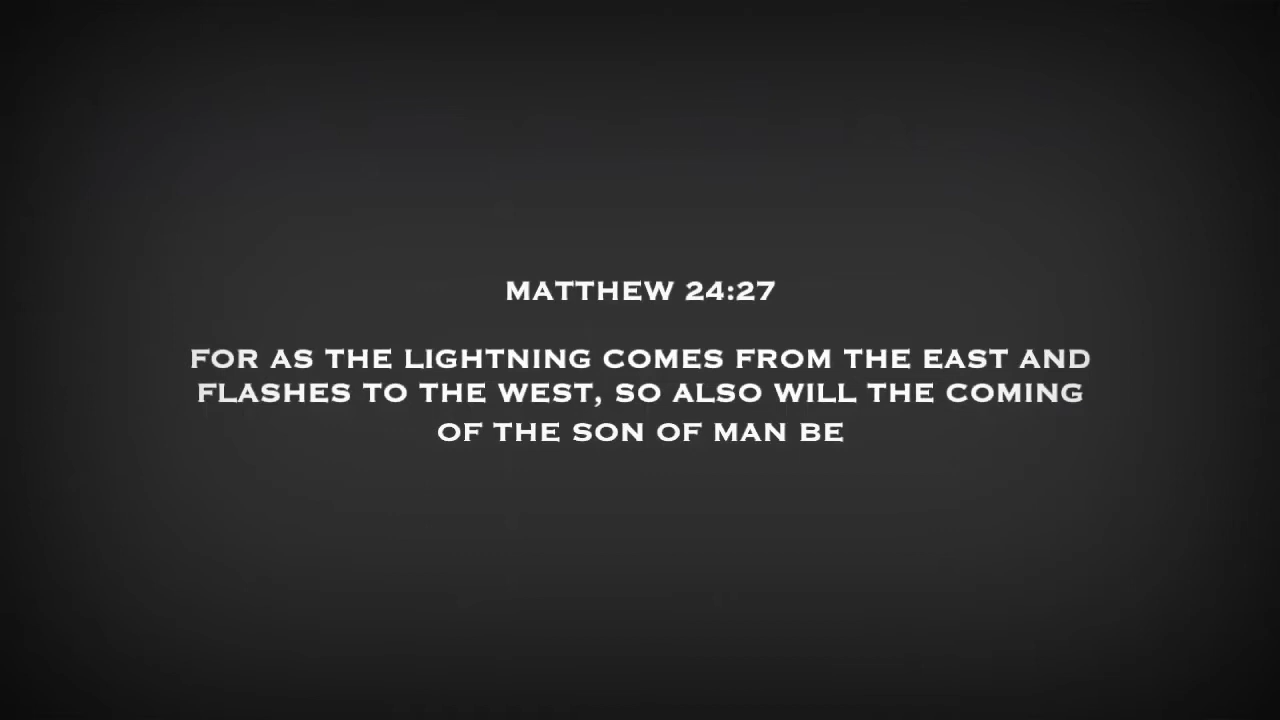 MATTHEW 24:27
FOR AS THE LIGHTNING COMES FROM THE EAST AND
FLASHES TO THE WEST, SO ALSO WILL THE COMING
OF THE SON OF MAN BE